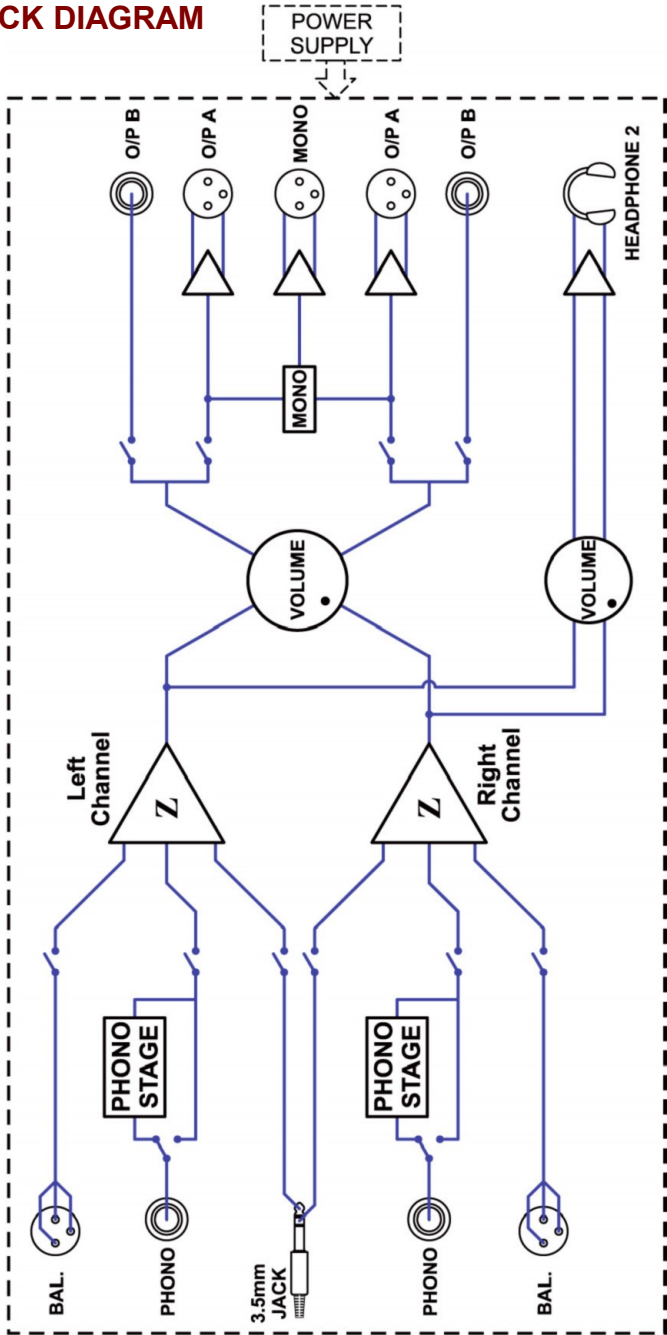 CK DIAGRAM
POWER
SUPPLY
O/P B
O/P A
MONO
O/P A
O/P B
HEADPHONE 2
MONO
VOLUME
VOLUME
Left
Channel
Z
Z
Right
Channel
PHONO
STAGE
PHONO
STAGE
BAL.
PHONO
3.5mm
JACK
PHONO
BAL.